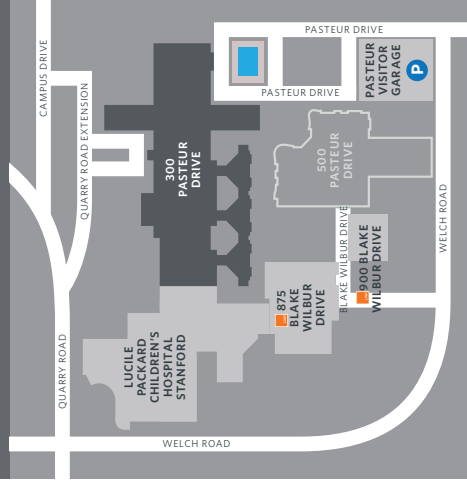 PASTEUR DRIVE
PASTEUR
VISITOR
GARAGE
P
PASTEUR DRIVE
CAMPUS DRIVE
QUARRY ROAD EXTENSION
300
PASTEUR
DRIVE
500
PASTEUR
DRIVE
WELCH ROAD
BLAKE WILBUR DRIVE
900 BLAKE
WILBUR DRIVE
875
BLAKE
WILBUR
DRIVE
LUCILE
PACKARD
CHILDREN'S
HOSPITAL
STANFORD
QUARRY ROAD
WELCH ROAD